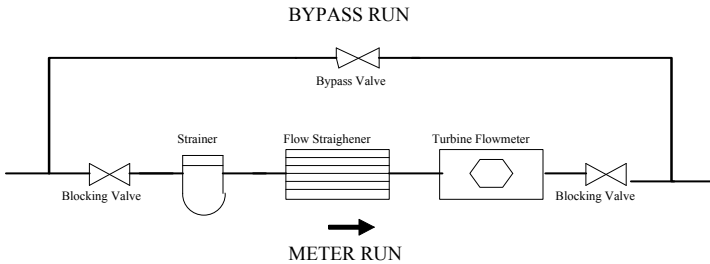 BYPASS RUN
Bypass Valve
Strainer
Flow Straighener
Turbine Flowmeter
Blocking Valve
Blocking Valve
METER RUN